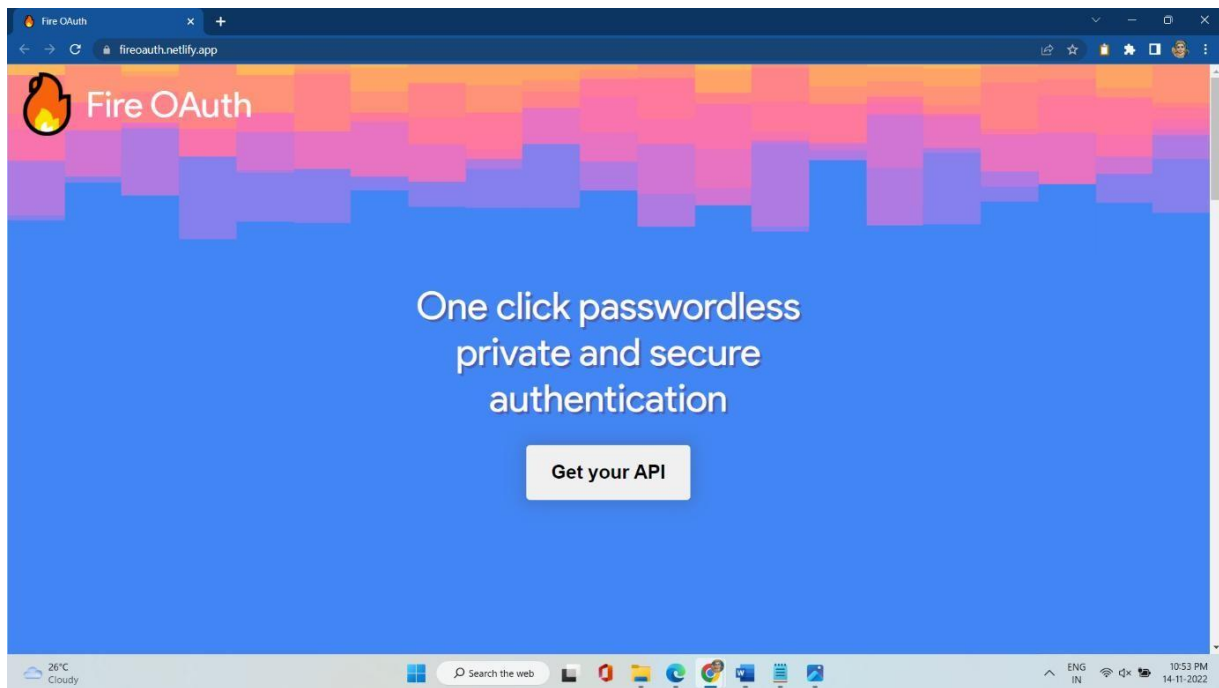 Fire OAuth
fireoauth.netlify.app
Fire OAuth
One click passwordless
private and secure
authentication
Get your API
26°C
Cloudy
Search the web
ENG
IN
10:53 PM
14-11-2022